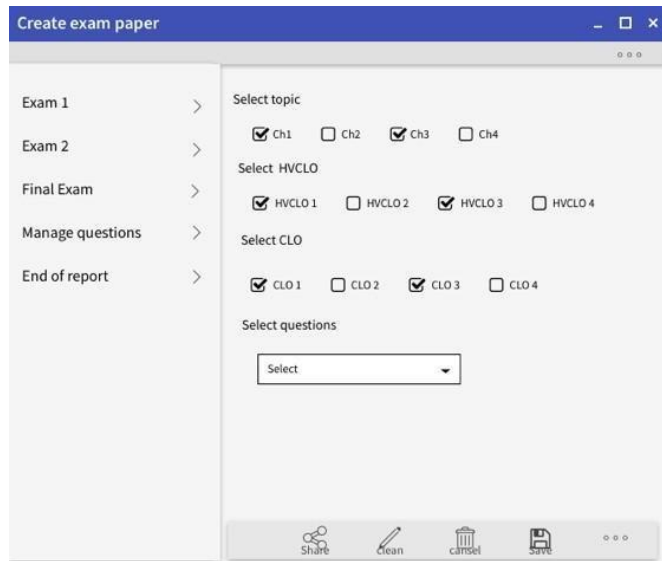 Create exam paper
Exam 1
Exam 2
Final Exam
Manage questions
End of report
Select topic
Ch1 Ch2 Ch3 Ch4
Select HVCLO
HVCLO 1 HVCLO 2 HVCLO 3 HVCLO 4
Select CLO
CLO 1 CLO 2 CLO 3 CLO 4
Select questions
Select
Share clean cansel Save